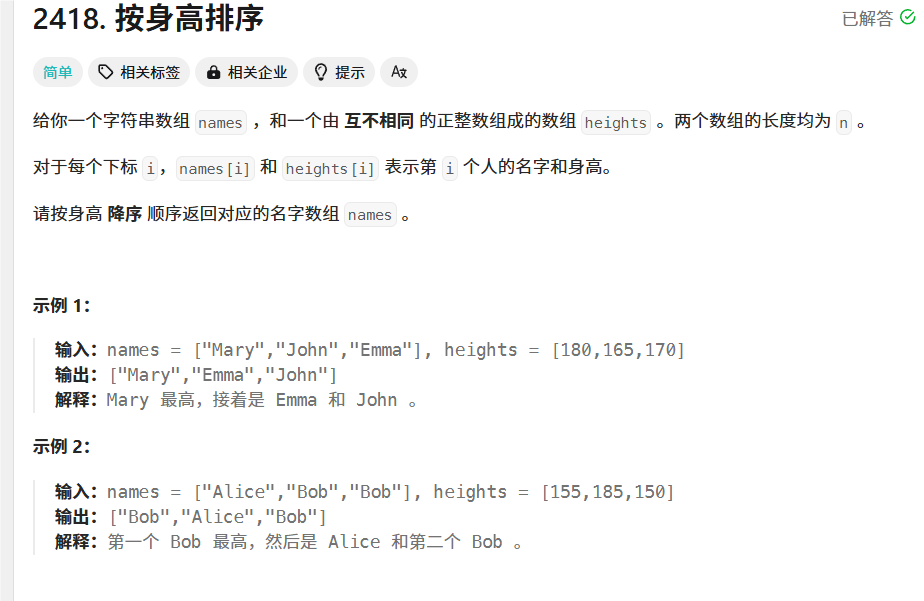 2418. 按身高排序
已解答
简单 相关标签 相关企业 提示 Aあ
给你一个字符串数组 names ，和一个由 互不相同 的正整数组成的数组 heights 。两个数组的长度均为 n 。
对于每个下标 i，names[i] 和 heights[i] 表示第 i 个人的名字和身高。
请按身高 降序 顺序返回对应的名字数组 names 。
示例 1：
输入：names = ["Mary","John","Emma"], heights = [180,165,170]
输出：["Mary","Emma","John"]
解释：Mary 最高，接着是 Emma 和 John 。
示例 2：
输入：names = ["Alice","Bob","Bob"], heights = [155,185,150]
输出：["Bob","Alice","Bob"]
解释：第一个 Bob 最高，然后是 Alice 和第二个 Bob 。